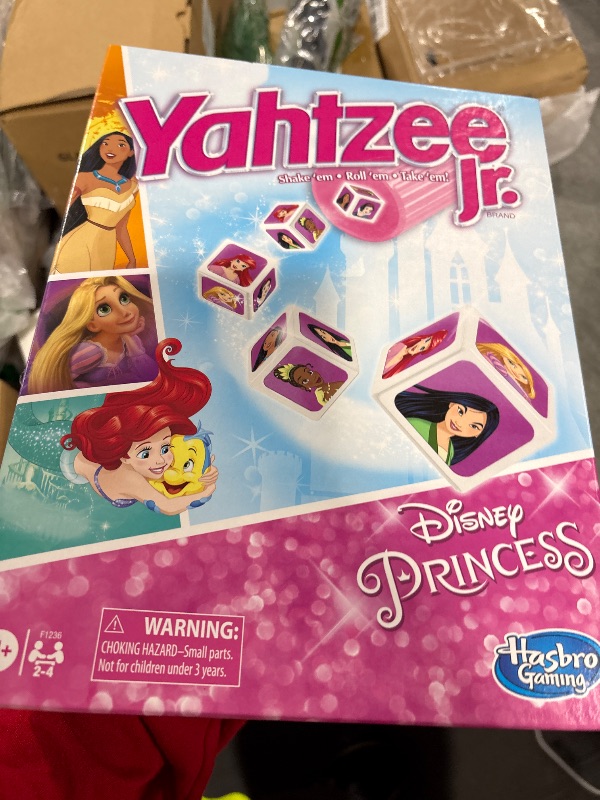 Yahtzee
Jr.
BRAND
Shake 'em • Roll 'em • Take 'em!
Disney
PRINCESS
+
F1236
2-4
WARNING:
CHOKING HAZARD–Small parts.
Not for children under 3 years.
Hasbro
Gaming